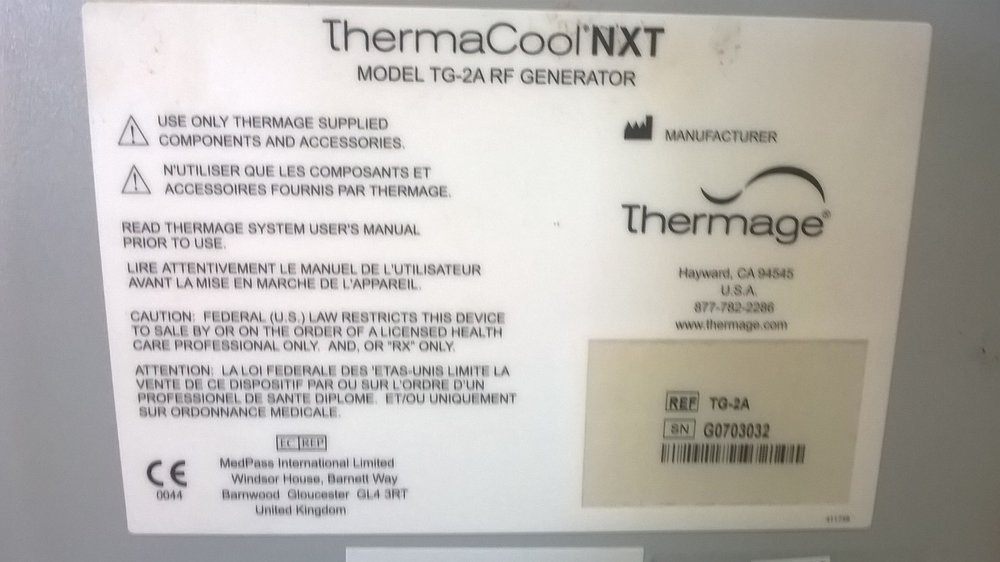 ThermaCool®NXT
MODEL TG-2A RF GENERATOR
USE ONLY THERMAGE SUPPLIED
COMPONENTS AND ACCESSORIES.
N'UTILISER QUE LES COMPOSANTS ET
ACCESSOIRES FOURNIS PAR THERMAGE.
READ THERMAGE SYSTEM USER'S MANUAL
PRIOR TO USE.
LIRE ATTENTIVEMENT LE MANUEL DE L'UTILISATEUR
AVANT LA MISE EN MARCHE DE L'APPAREIL.
CAUTION: FEDERAL (U.S.) LAW RESTRICTS THIS DEVICE
TO SALE BY OR ON THE ORDER OF A LICENSED HEALTH
CARE PROFESSIONAL ONLY. AND, OR "RX" ONLY.
ATTENTION: LA LOI FEDERALE DES 'ETAS-UNIS LIMITE LA
VENTE DE CE DISPOSITIF PAR OU SUR L'ORDRE D'UN
PROFESSIONEL DE SANTE DIPLOME. ET/OU UNIQUEMENT
SUR ORDONNANCE MEDICALE.
EC REP
CE
0044
MedPass International Limited
Windsor House, Barnett Way
Barnwood Gloucester GL4 3RT
United Kingdom
MANUFACTURER
Thermage®
Hayward, CA 94545
U.S.A.
877-782-2286
www.thermage.com
REF TG-2A
SN G0703032